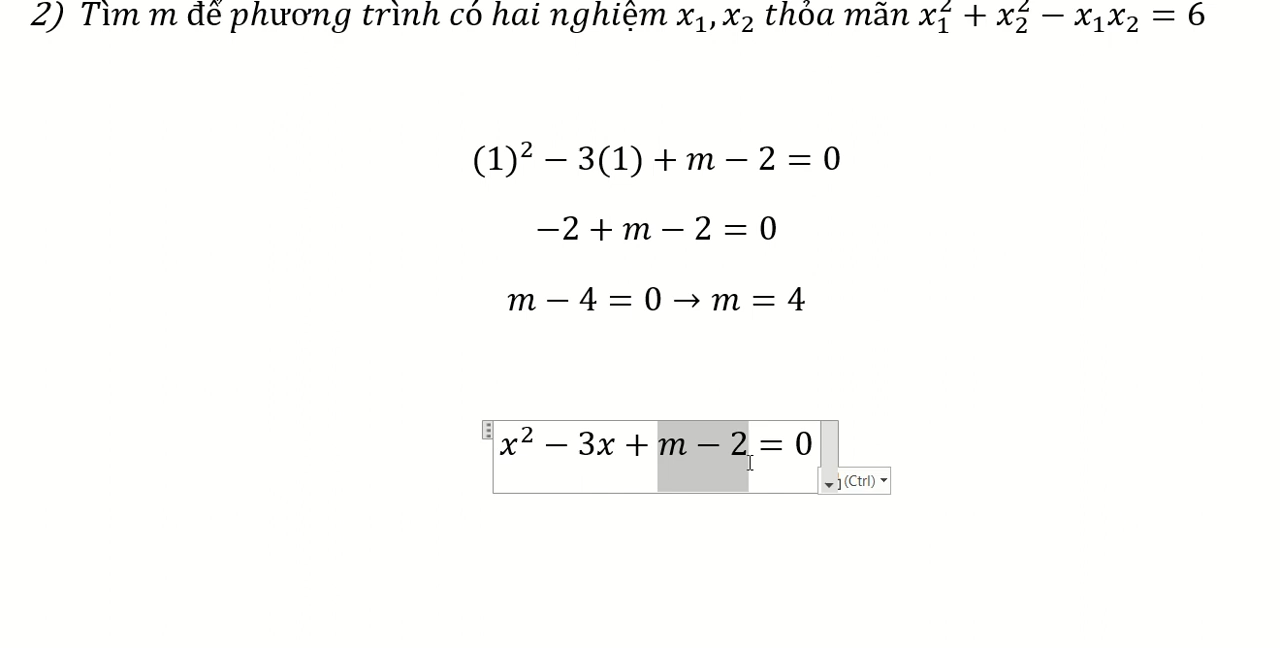 2) Tìm m để phương trình có hai nghiệm x₁, x₂ thỏa mãn x₁² + x₂² − x₁x₂ = 6
(1)² − 3(1) + m − 2 = 0
−2 + m − 2 = 0
m − 4 = 0 → m = 4
x² − 3x + m − 2 = 0
(Ctrl)